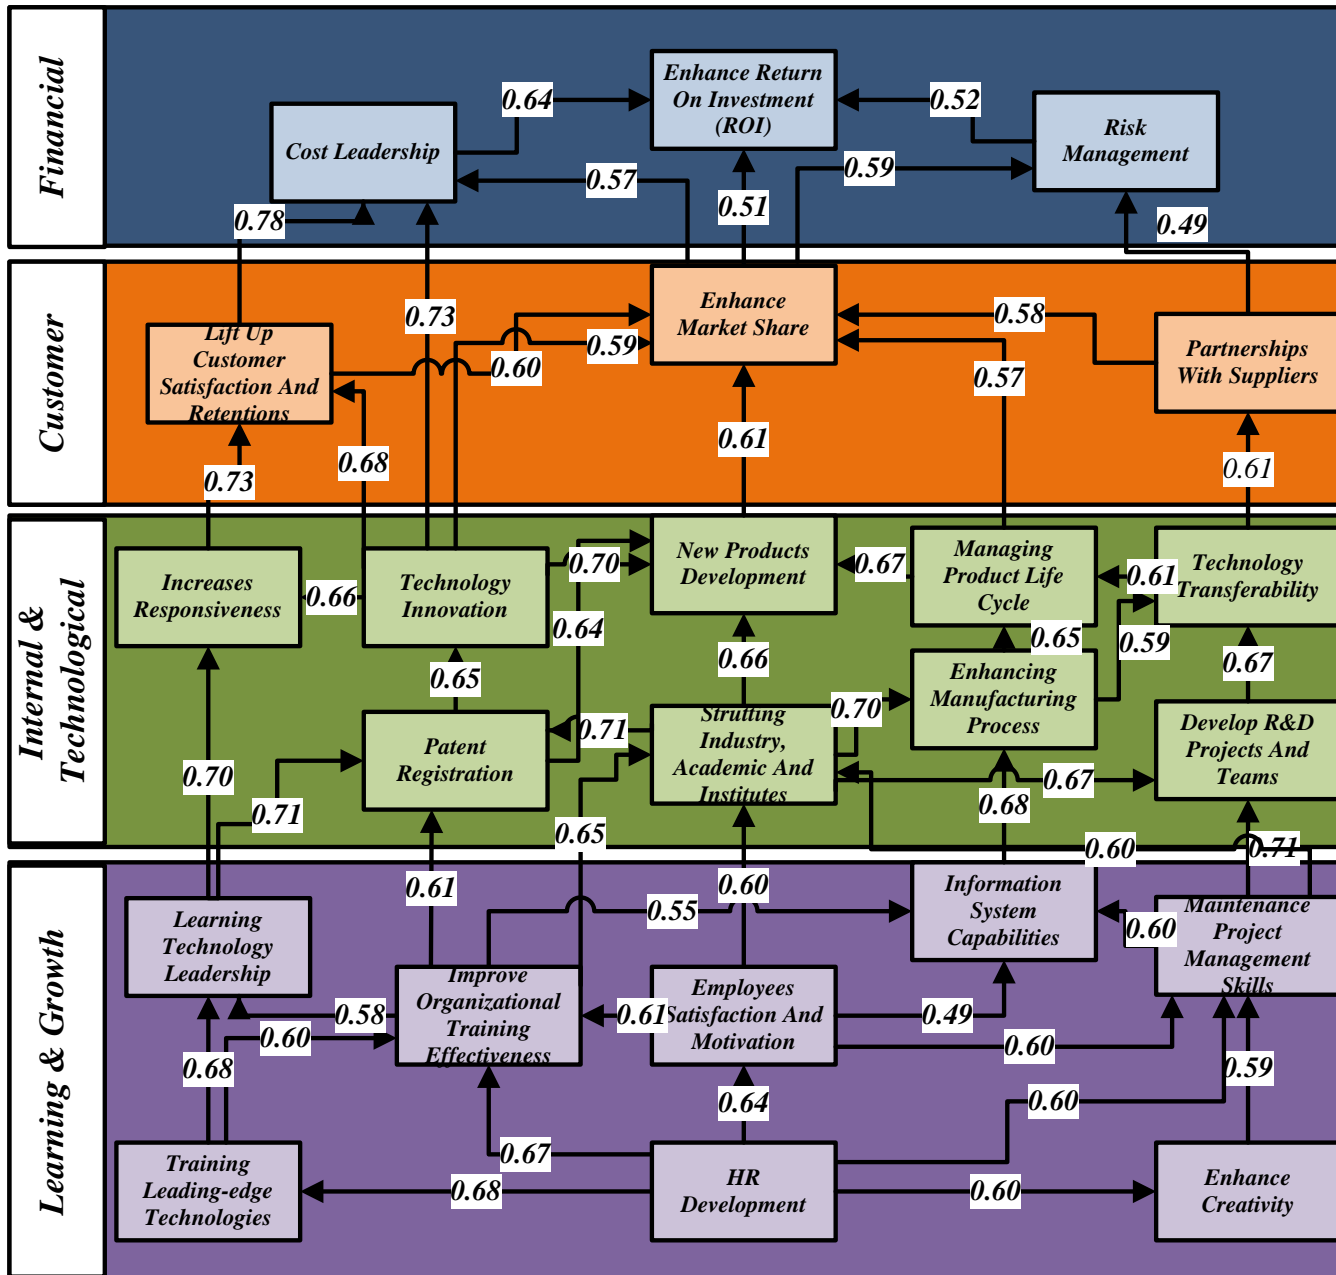 Financial
Enhance Return
On Investment
(ROI)
0.64
0.52
Cost Leadership
Risk
Management
0.57
0.59
0.51
0.78
0.49
Customer
Enhance
Market Share
0.73
0.58
Lift Up
Customer
Satisfaction And
Retentions
0.60
0.59
Partnerships
With Suppliers
0.57
0.61
0.68
0.73
0.61
Internal &
Technological
New Products
Development
Managing
Product Life
Cycle
Technology
Transferability
Increases
Responsiveness
Technology
Innovation
0.70
0.67
0.61
0.66
0.64
0.65
0.59
0.66
0.65
0.67
Enhancing
Manufacturing
Process
Patent
Registration
0.71
Strutting
Industry,
Academic And
Institutes
0.70
Develop R&D
Projects And
Teams
0.70
0.71
0.67
0.68
0.65
0.60
0.71
Learning & Growth
0.61
0.60
Information
System
Capabilities
0.55
Learning
Technology
Leadership
0.60
Maintenance
Project
Management
Skills
Improve
Organizational
Training
Effectiveness
Employees
Satisfaction And
Motivation
0.58
0.61
0.49
0.60
0.60
0.68
0.59
0.64
0.60
0.67
Training
Leading-edge
Technologies
0.68
HR
Development
0.60
Enhance
Creativity